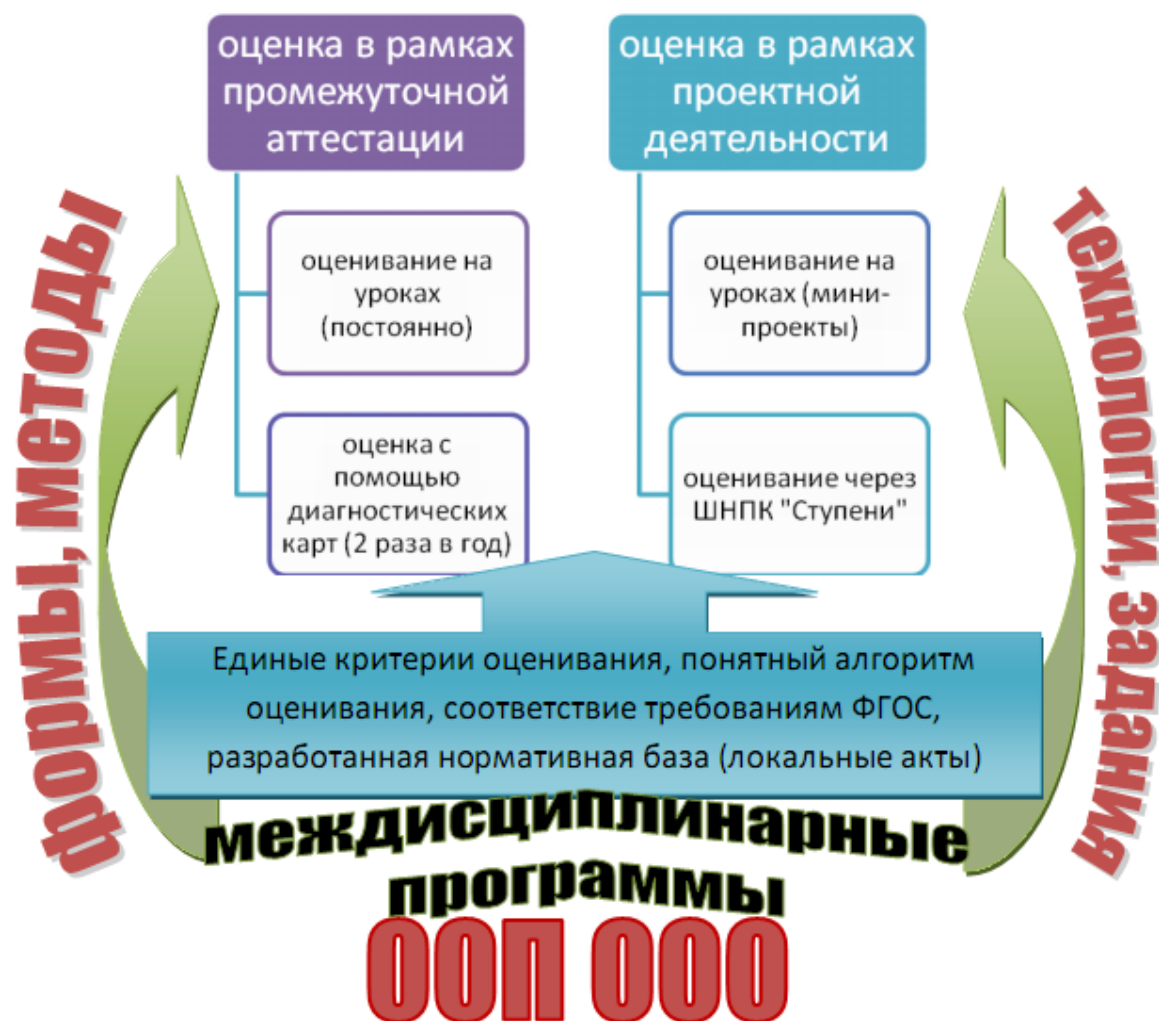 оценка в рамках
промежуточной
аттестации
оценивание на
уроках
(постоянно)
оценка с
помощью
диагностических
карт (2 раза в год)
оценка в рамках
проектной
деятельности
оценивание на
уроках (мини-
проекты)
оценивание через
ШНПК "Ступени"
формы, методы
технологии, задания
Единые критерии оценивания, понятный алгоритм
оценивания, соответствие требованиям ФГОС,
разработанная нормативная база (локальные акты)
междисциплинарные
программы
ООП ООО